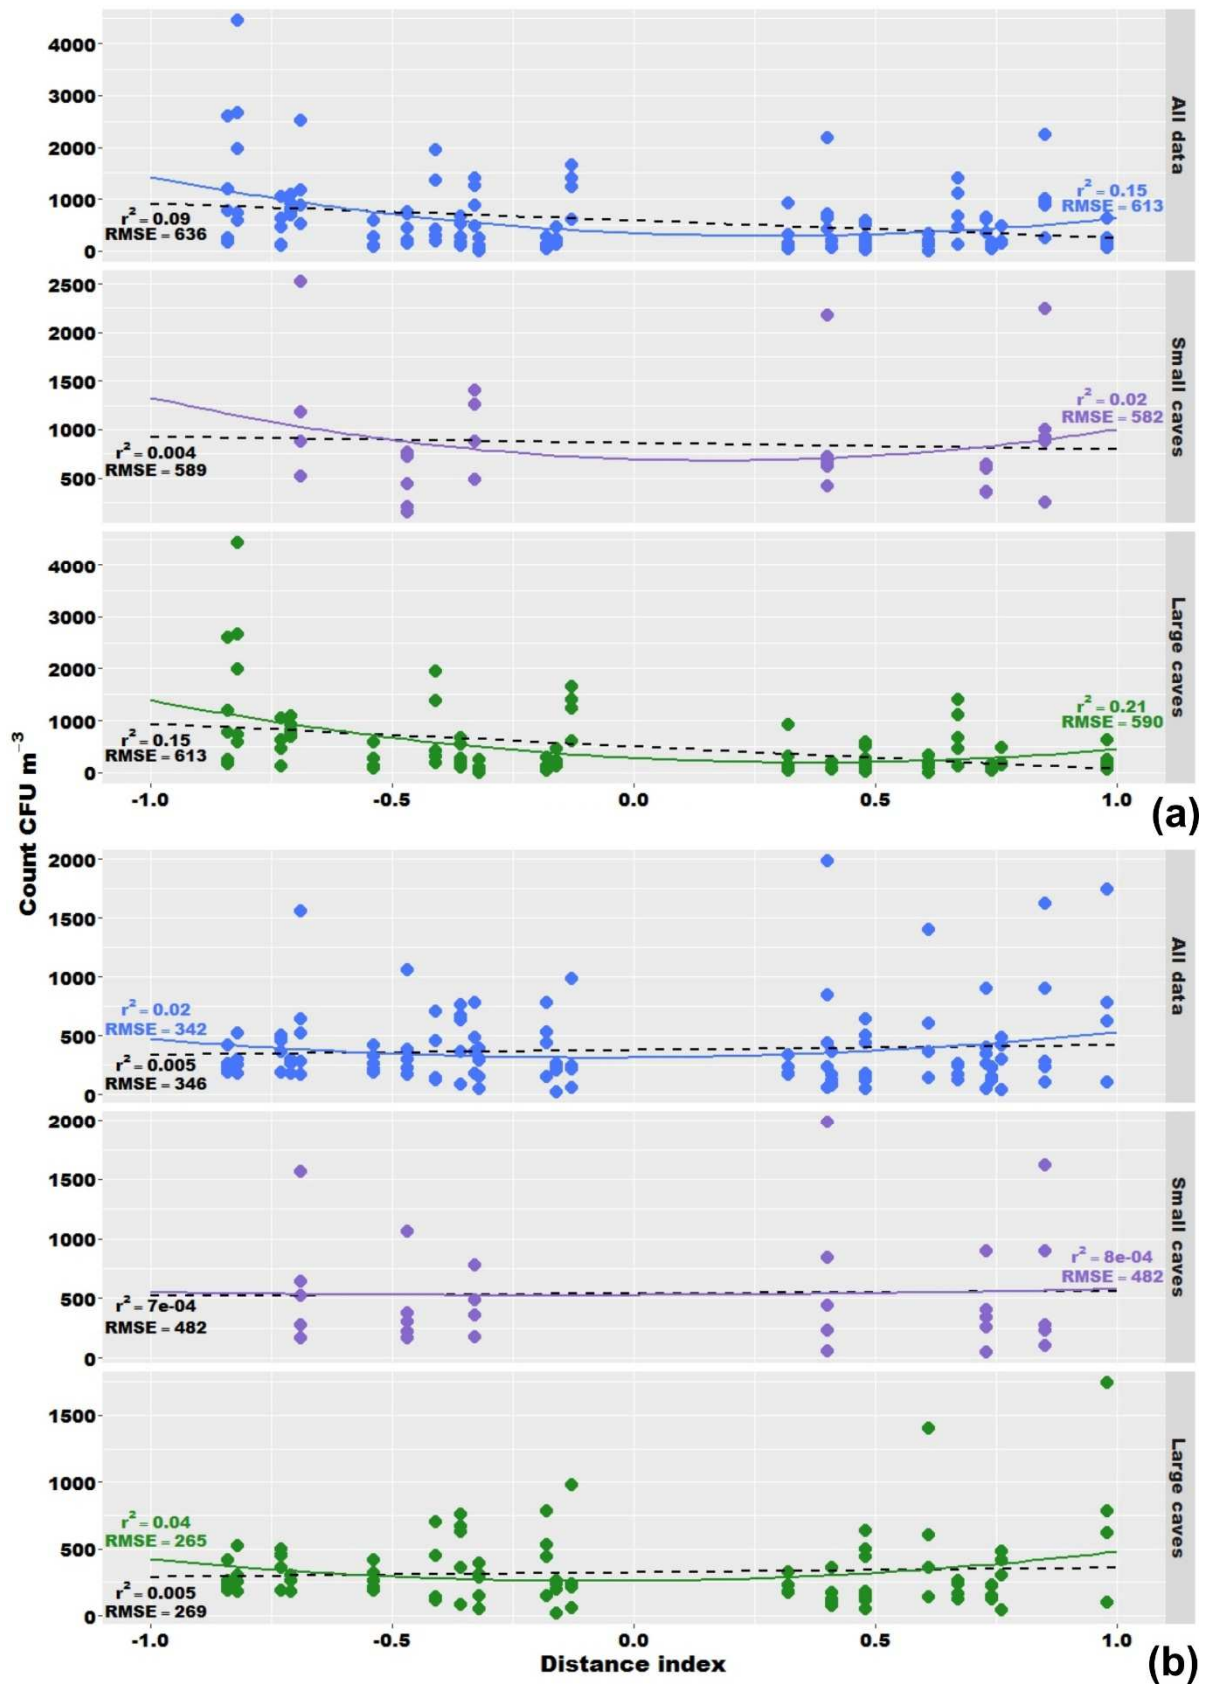 4000
3000
2000
1000
0
r² = 0.09
RMSE = 636
r² = 0.15
RMSE = 613
All data
2500
2000
1500
1000
500
r² = 0.004
RMSE = 589
r² = 0.02
RMSE = 582
Small caves
4000
3000
2000
1000
0
r² = 0.15
RMSE = 613
r² = 0.21
RMSE = 590
Large caves
-1.0 -0.5 0.0 0.5 1.0
(a)
Count CFU m⁻³
2000
1500
1000
500
0
r² = 0.02
RMSE = 342
r² = 0.005
RMSE = 346
All data
2000
1500
1000
500
0
r² = 7e-04
RMSE = 482
r² = 8e-04
RMSE = 482
Small caves
1500
1000
500
0
r² = 0.04
RMSE = 265
r² = 0.005
RMSE = 269
Large caves
-1.0 -0.5 0.0 0.5 1.0
Distance index
(b)